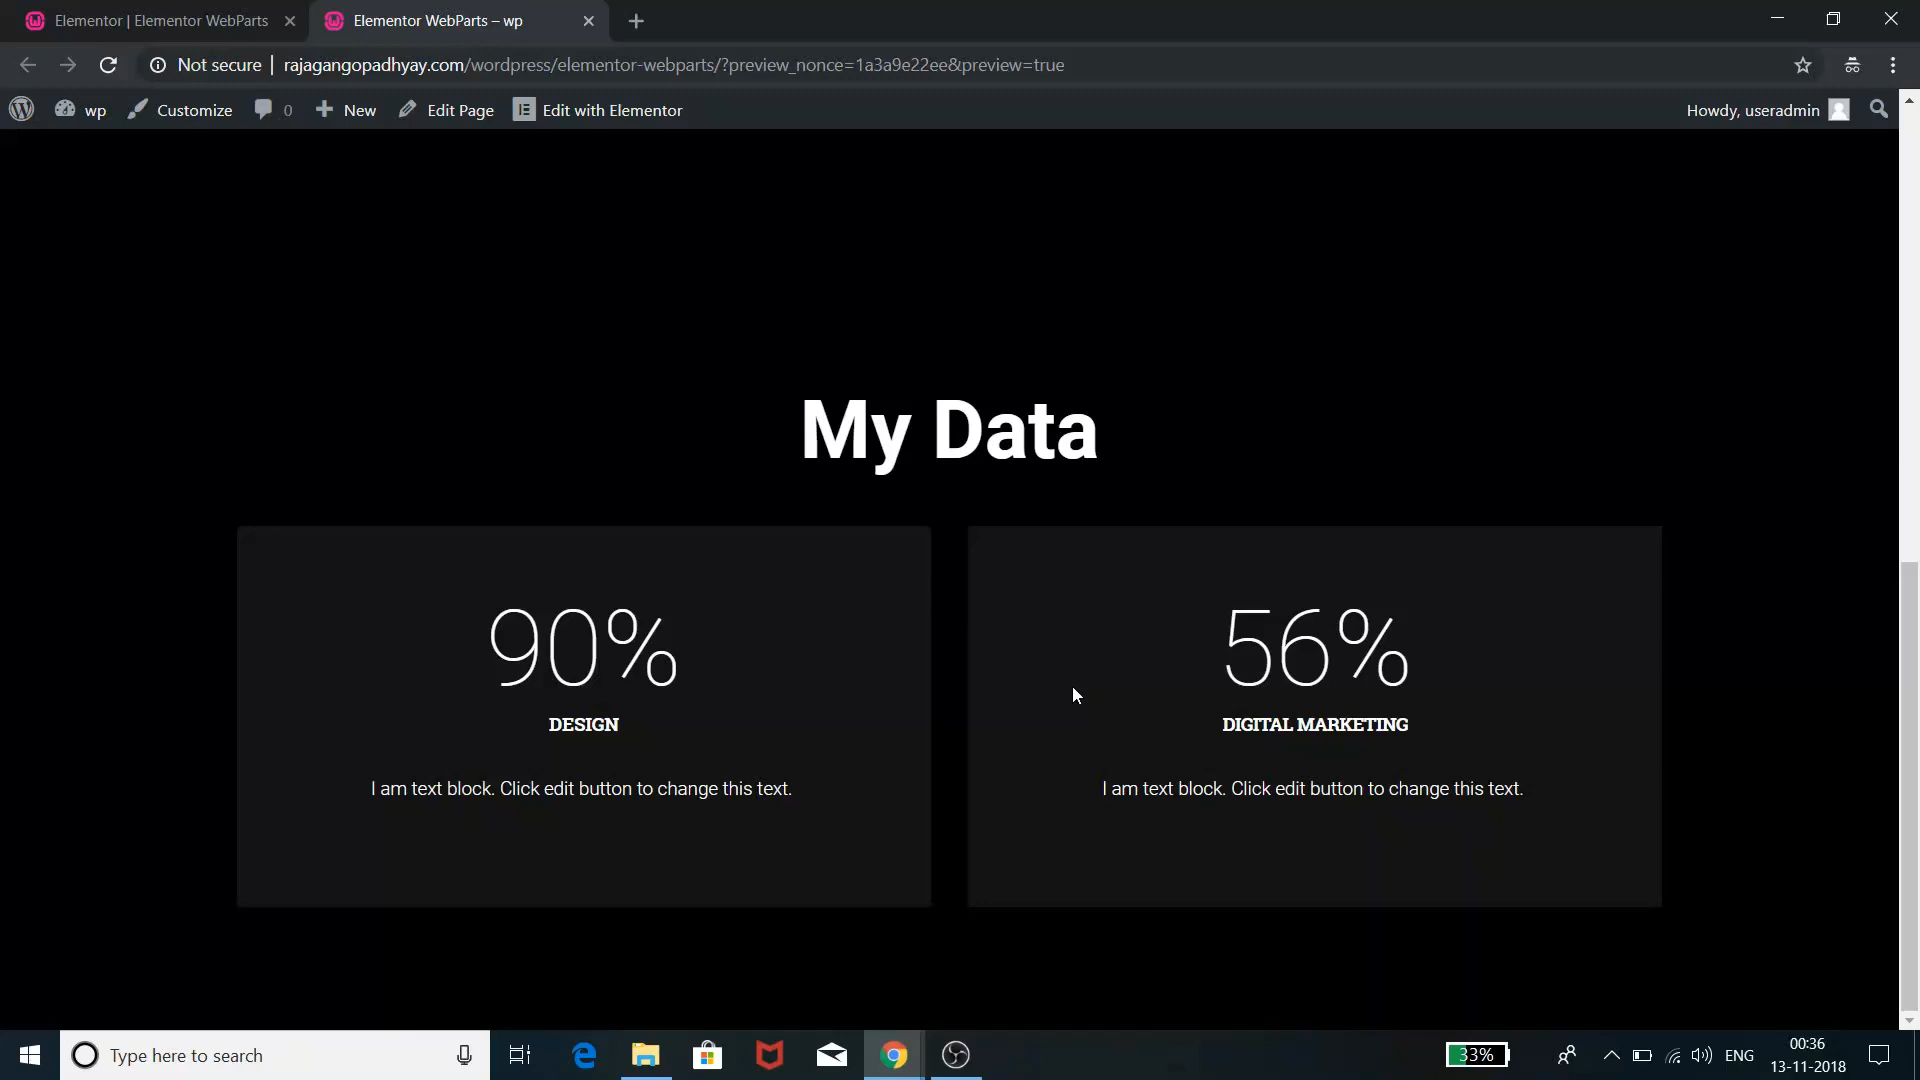 Elementor | Elementor WebParts
Elementor WebParts – wp
Not secure | rajagangopadhyay.com/wordpress/elementor-webparts/?preview_nonce=1a3a9e22ee&preview=true
wp Customize 0 New Edit Page Edit with Elementor Howdy, useradmin
My Data
90%
DESIGN
I am text block. Click edit button to change this text.
56%
DIGITAL MARKETING
I am text block. Click edit button to change this text.
Type here to search
33%
ENG
00:36
13-11-2018